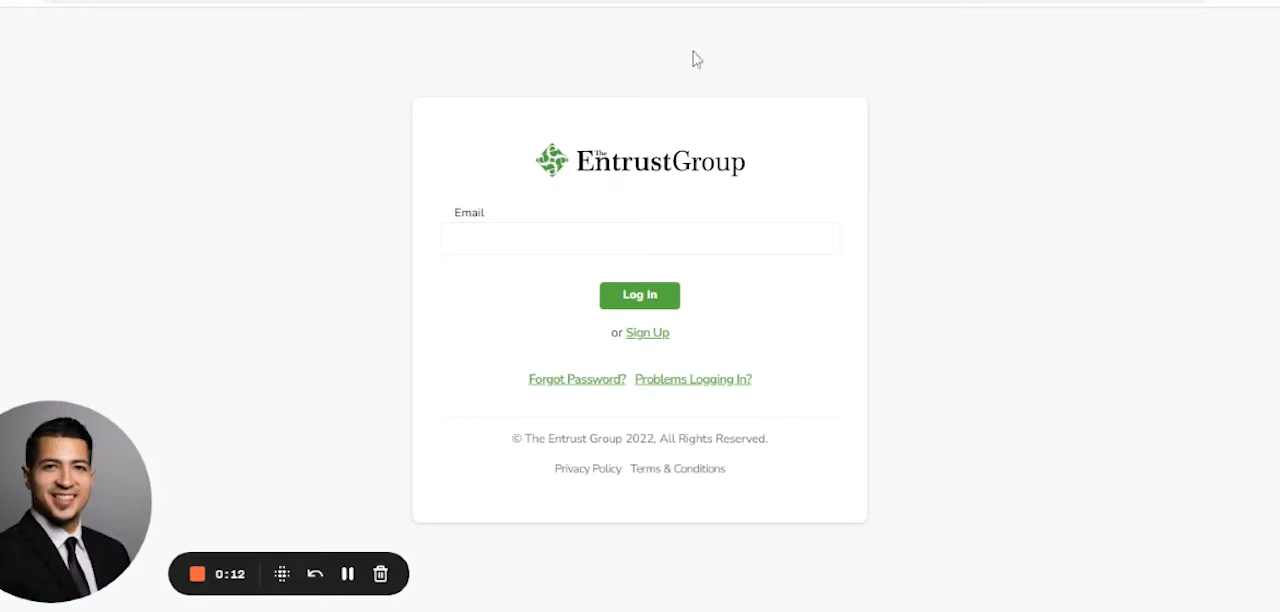 The EntrustGroup
Email
Log In
or Sign Up
Forgot Password? Problems Logging In?
© The Entrust Group 2022, All Rights Reserved.
Privacy Policy Terms & Conditions
0:12